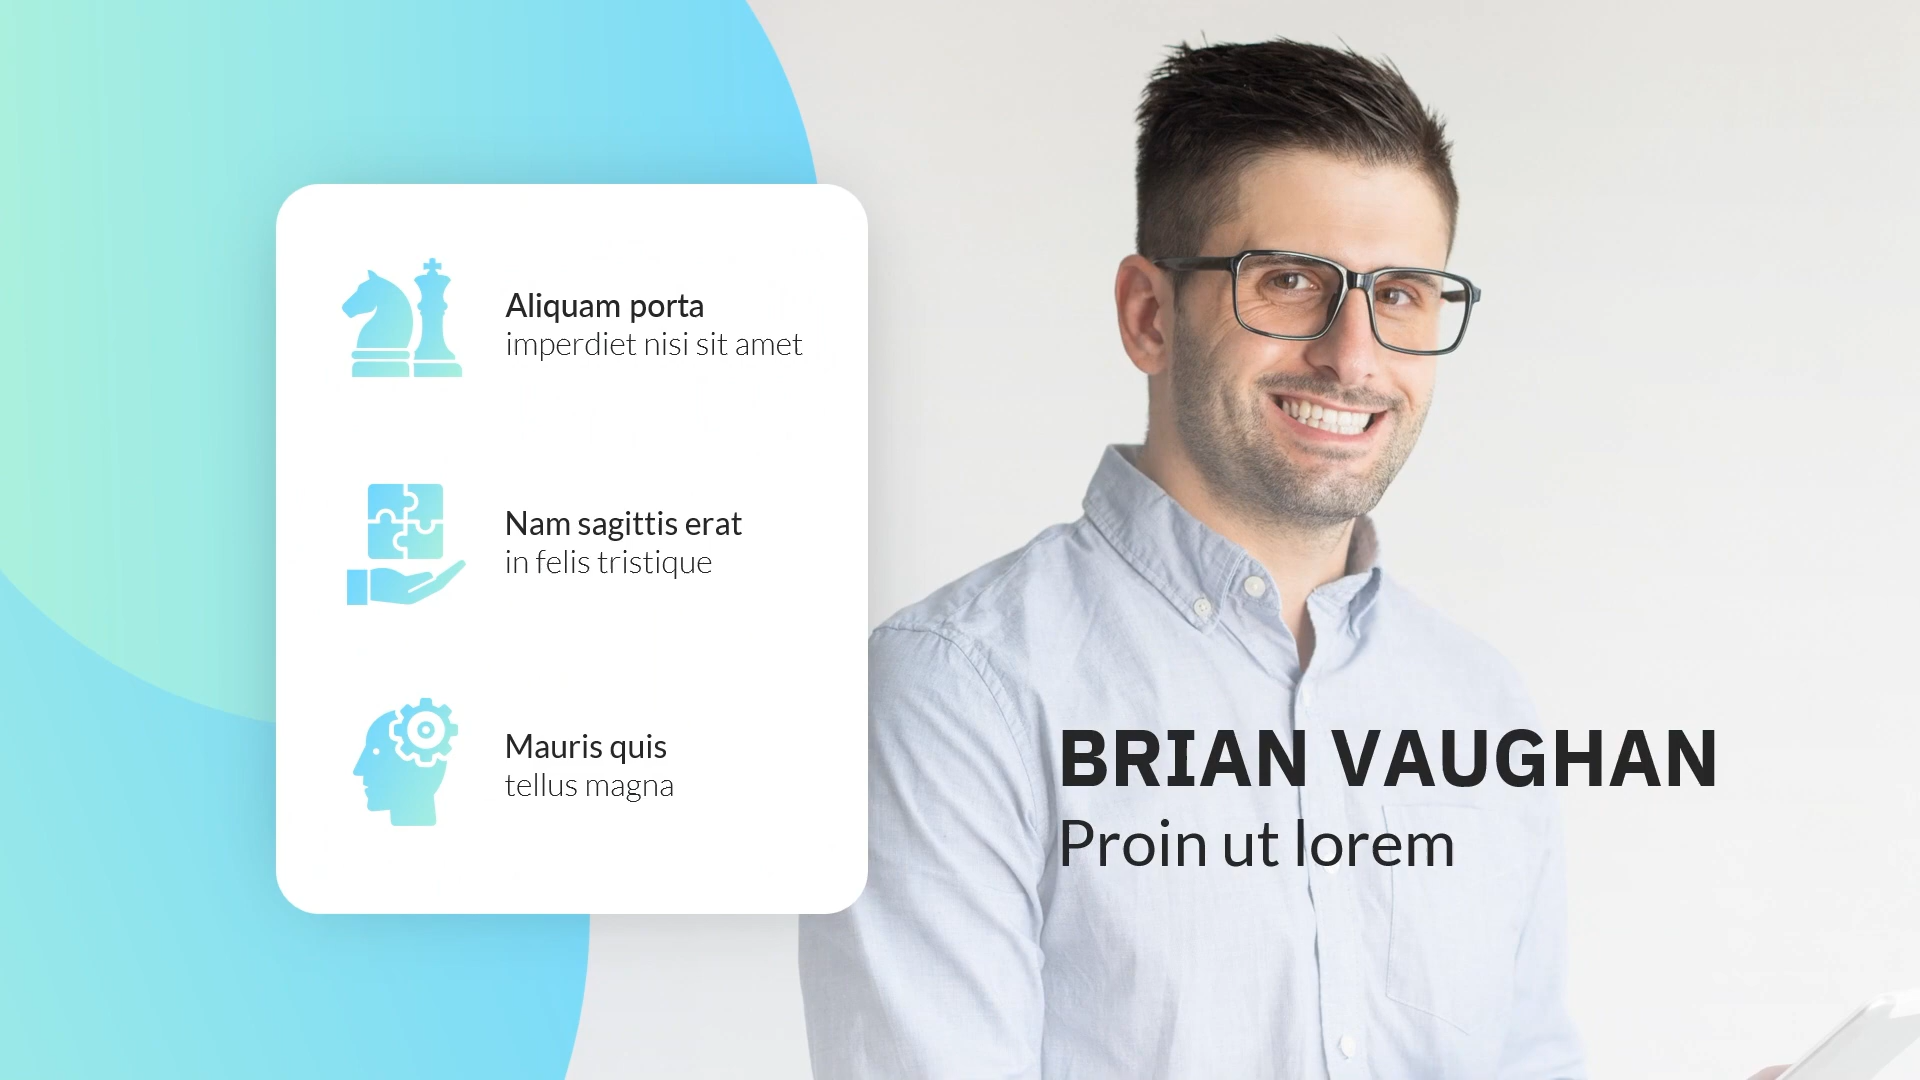 Aliquam porta
imperdiet nisi sit amet
Nam sagittis erat
in felis tristique
Mauris quis
tellus magna
BRIAN VAUGHAN
Proin ut lorem